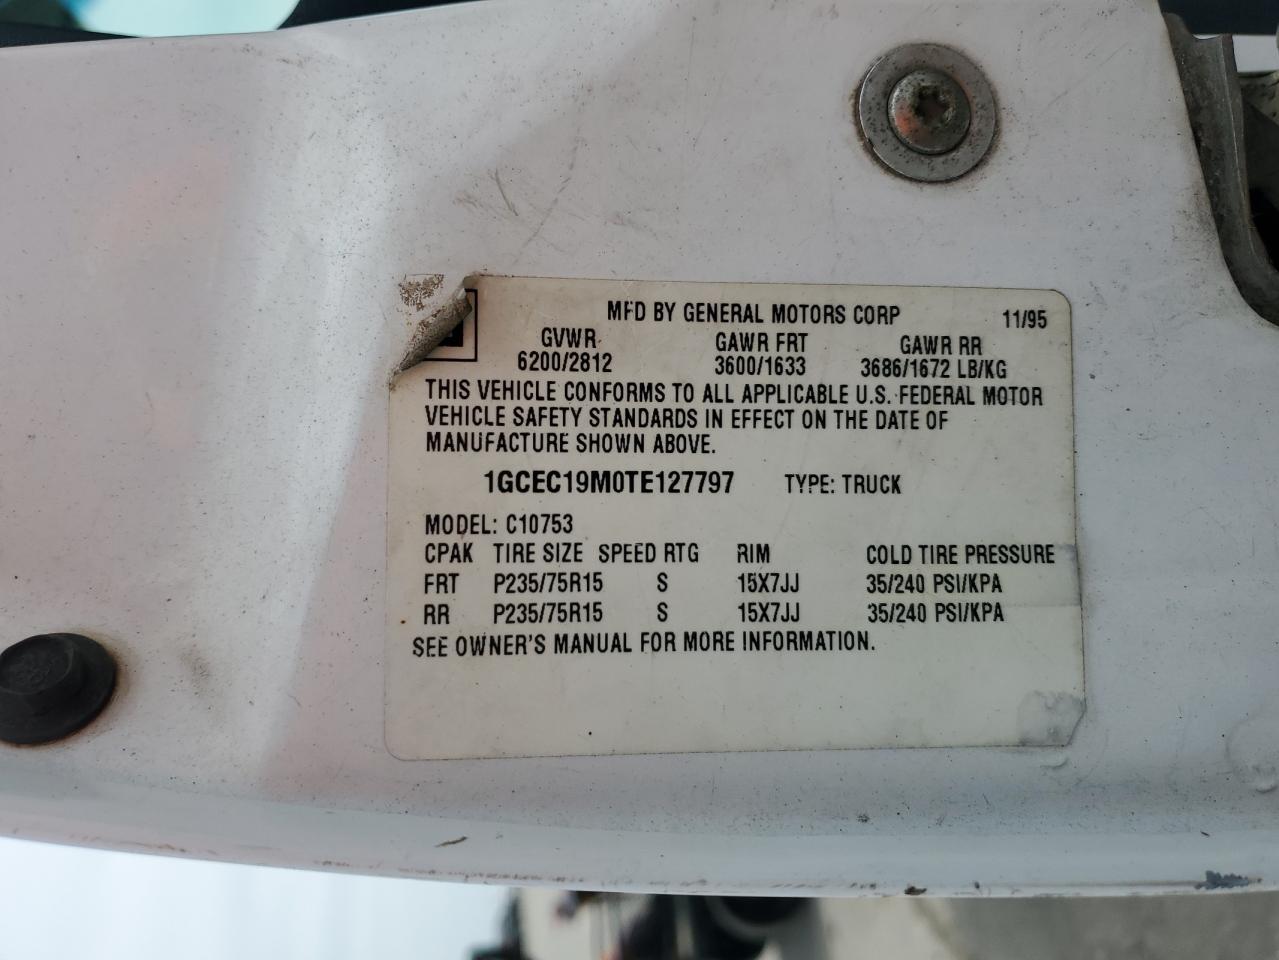 MFD BY GENERAL MOTORS CORP 11/95
GVWR GAWR FRT GAWR RR
6200/2812 3600/1633 3686/1672 LB/KG
THIS VEHICLE CONFORMS TO ALL APPLICABLE U.S. FEDERAL MOTOR
VEHICLE SAFETY STANDARDS IN EFFECT ON THE DATE OF
MANUFACTURE SHOWN ABOVE.
1GCEC19M0TE127797 TYPE: TRUCK
MODEL: C10753
CPAK TIRE SIZE SPEED RTG RIM COLD TIRE PRESSURE
FRT P235/75R15 S 15X7JJ 35/240 PSI/KPA
RR P235/75R15 S 15X7JJ 35/240 PSI/KPA
SEE OWNER'S MANUAL FOR MORE INFORMATION.